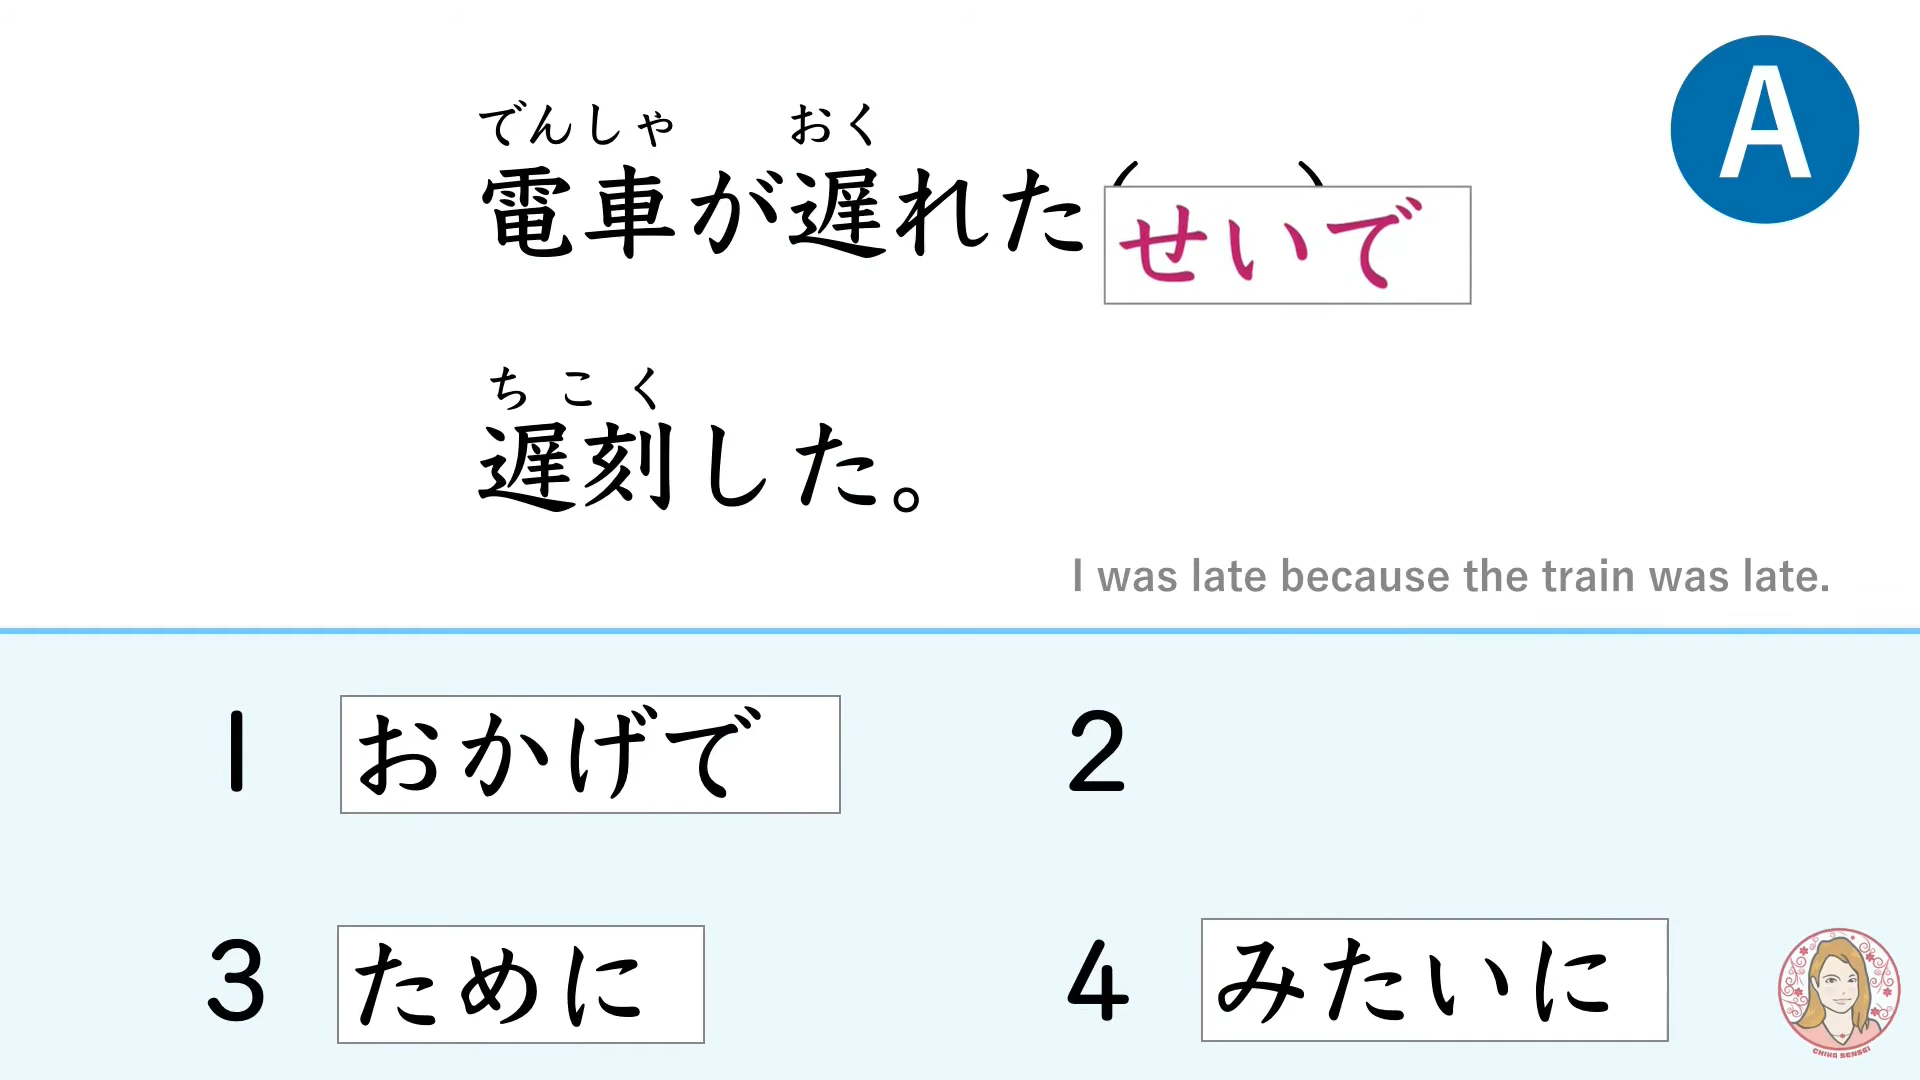 A
でんしゃ おく
電車が遅れた(せいで)
ちこく
遅刻した。
I was late because the train was late.
1 おかげで
2
3 ために
4 みたいに
CHIKA SENSEI